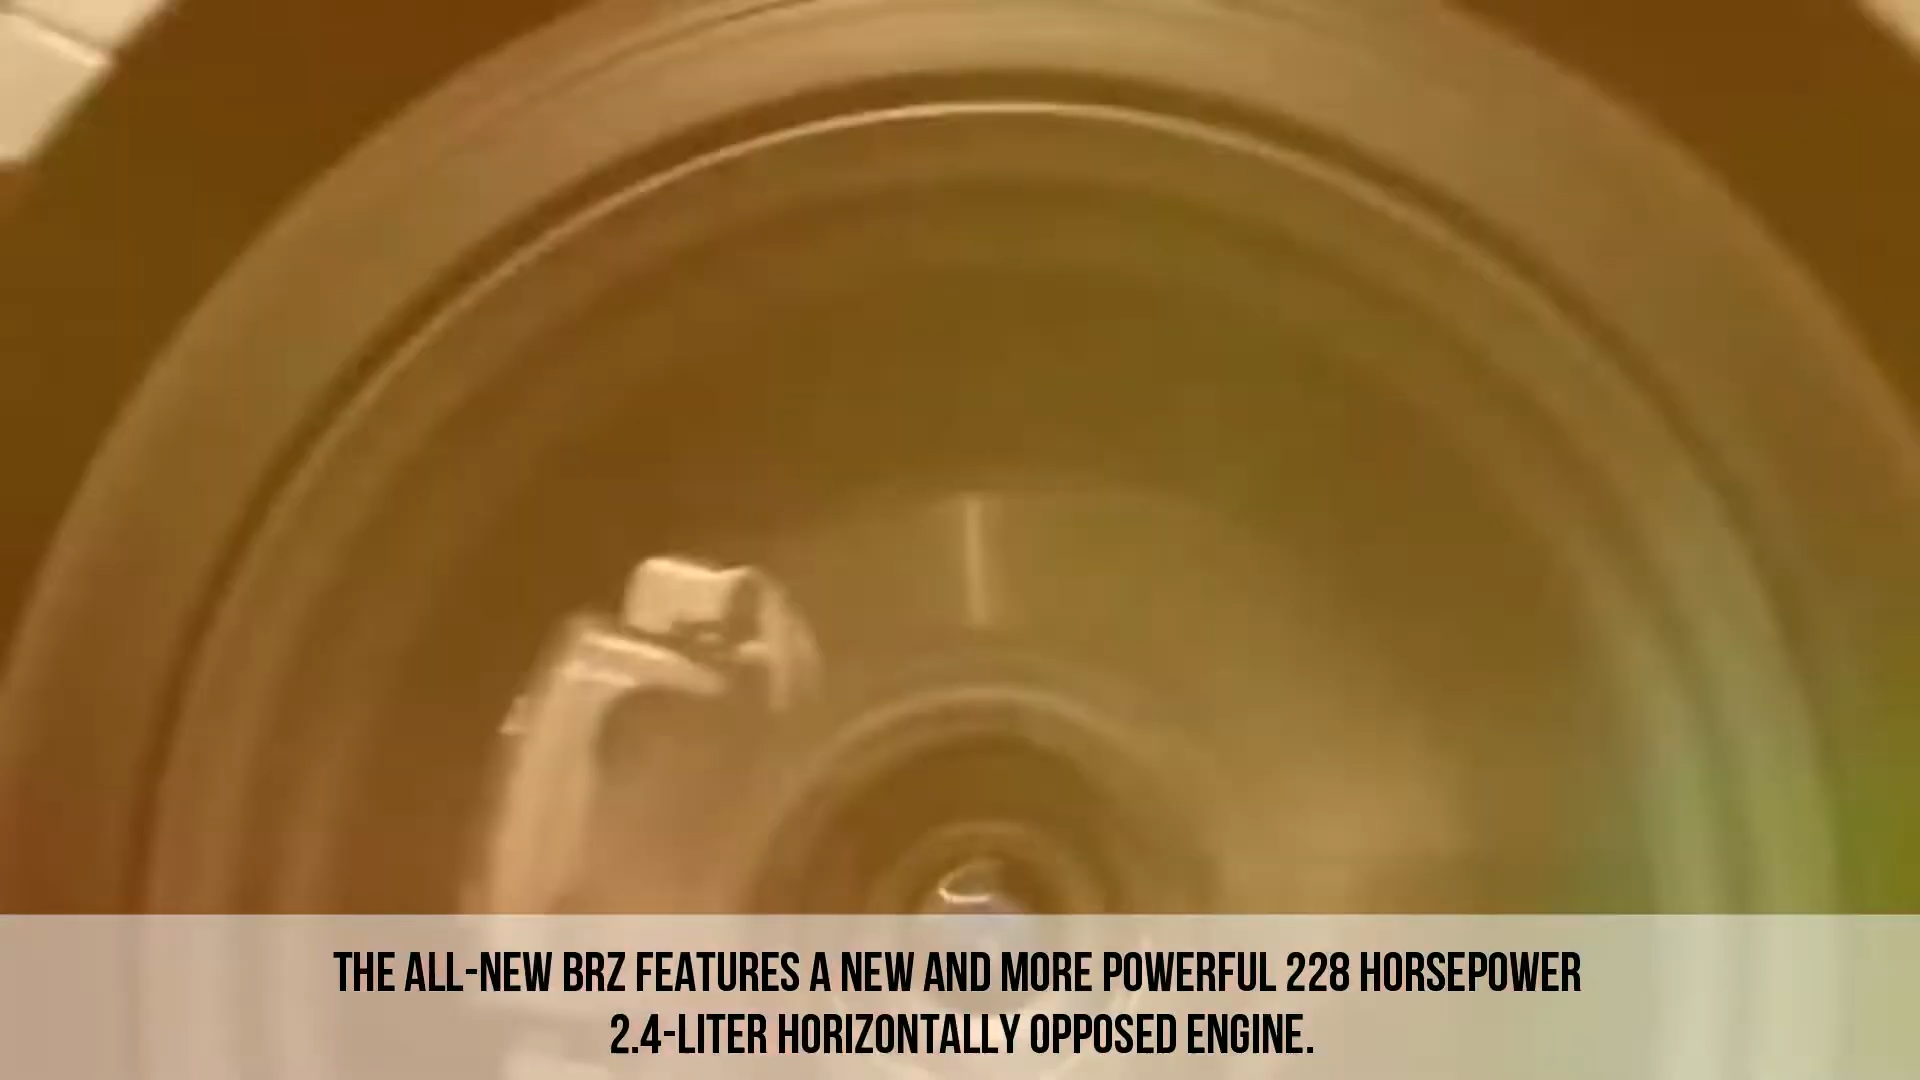 THE ALL-NEW BRZ FEATURES A NEW AND MORE POWERFUL 228 HORSEPOWER
2.4-LITER HORIZONTALLY OPPOSED ENGINE.